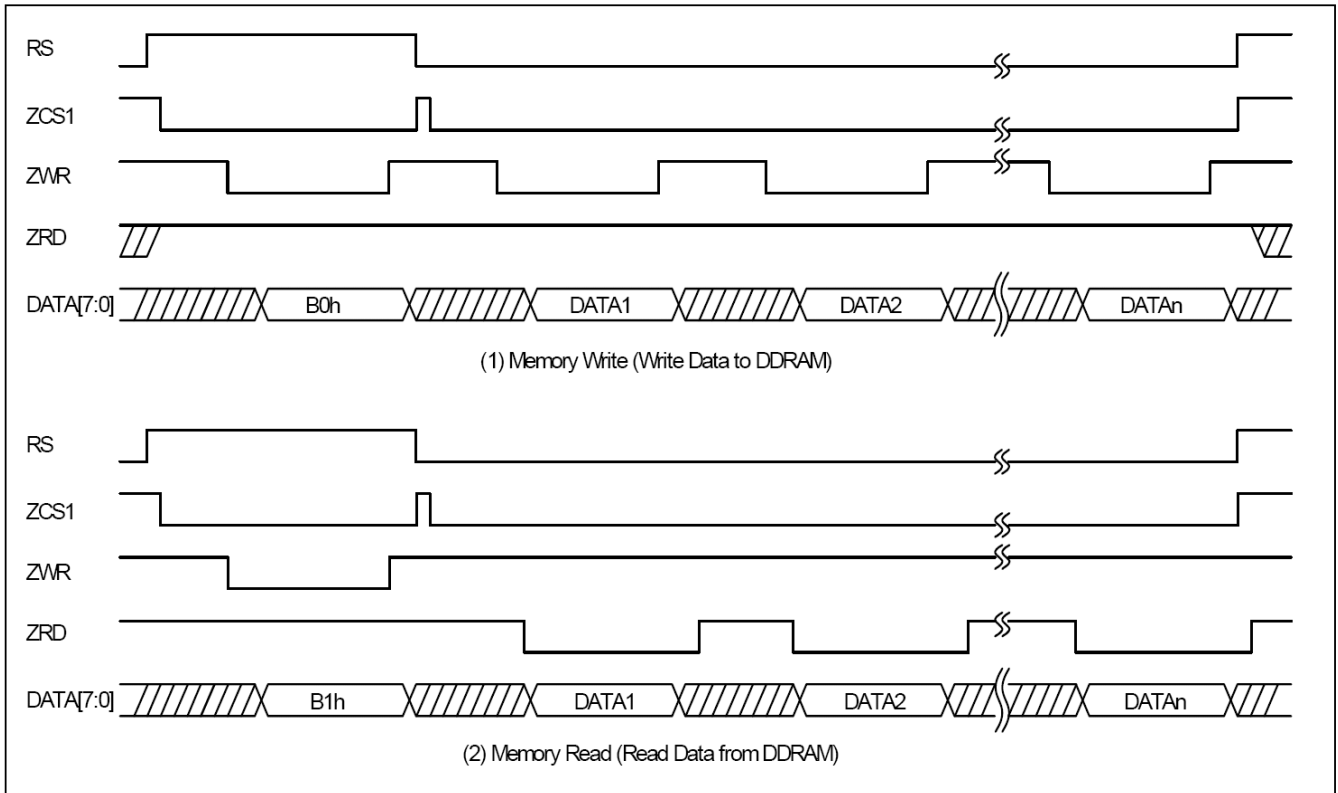 RS
ZCS1
ZWR
ZRD
DATA[7:0] B0h DATA1 DATA2 DATAn
(1) Memory Write (Write Data to DDRAM)
RS
ZCS1
ZWR
ZRD
DATA[7:0] B1h DATA1 DATA2 DATAn
(2) Memory Read (Read Data from DDRAM)